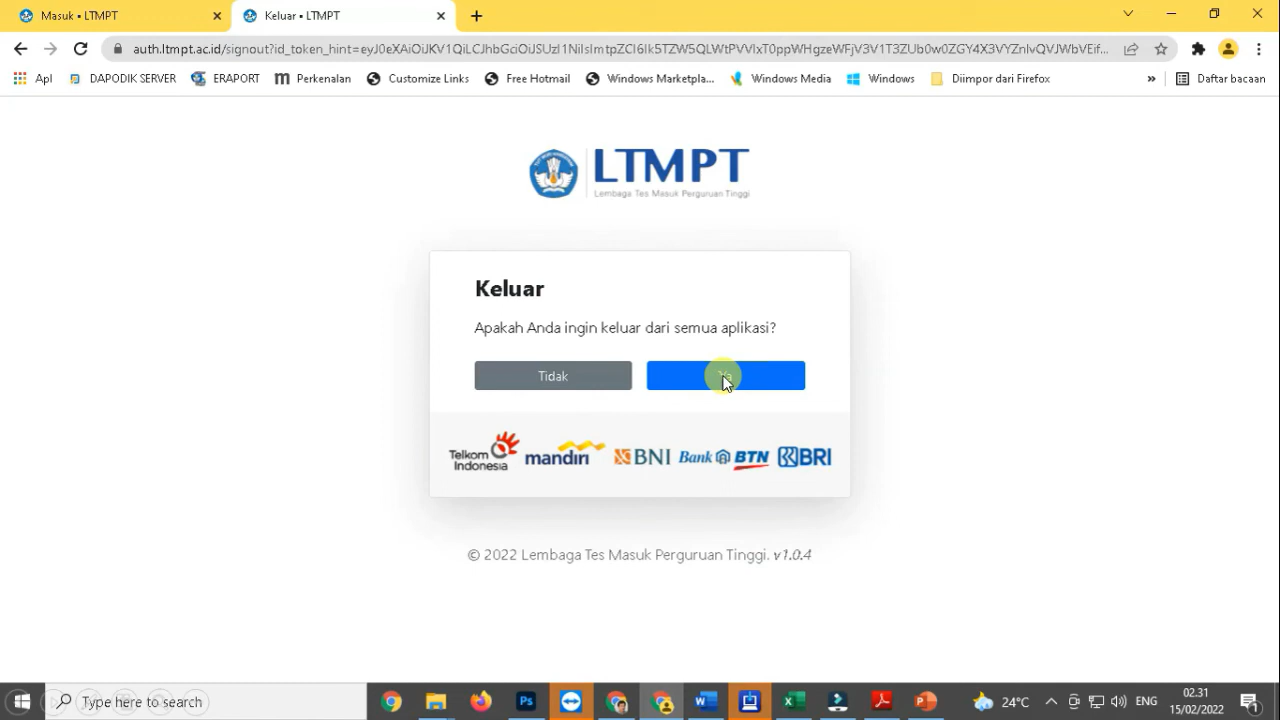 Masuk • LTMPT
Keluar • LTMPT
auth.ltmpt.ac.id/signout?id_token_hint=eyJ0eXAiOiJKV1QiLCJhbGciOiJSUzI1NiIsImtpZCI6Ik5TZW5QLWtPV1xT0ppWHgzeWFjV3V1T3ZUb0w0ZGY4X3VYZnlvQVJWbVEif...
Apl
DAPODIK SERVER
ERAPORT
Perkenalan
Customize Links
Free Hotmail
Windows Marketpla...
Windows Media
Windows
Diimpor dari Firefox
»
Daftar bacaan
LTMPT
Lembaga Tes Masuk Perguruan Tinggi
Keluar
Apakah Anda ingin keluar dari semua aplikasi?
Tidak
Ya
Telkom
Indonesia
mandiri
BNI
Bank BTN
BRI
© 2022 Lembaga Tes Masuk Perguruan Tinggi. v1.0.4
Type here to search
24°C
ENG
02.31
15/02/2022